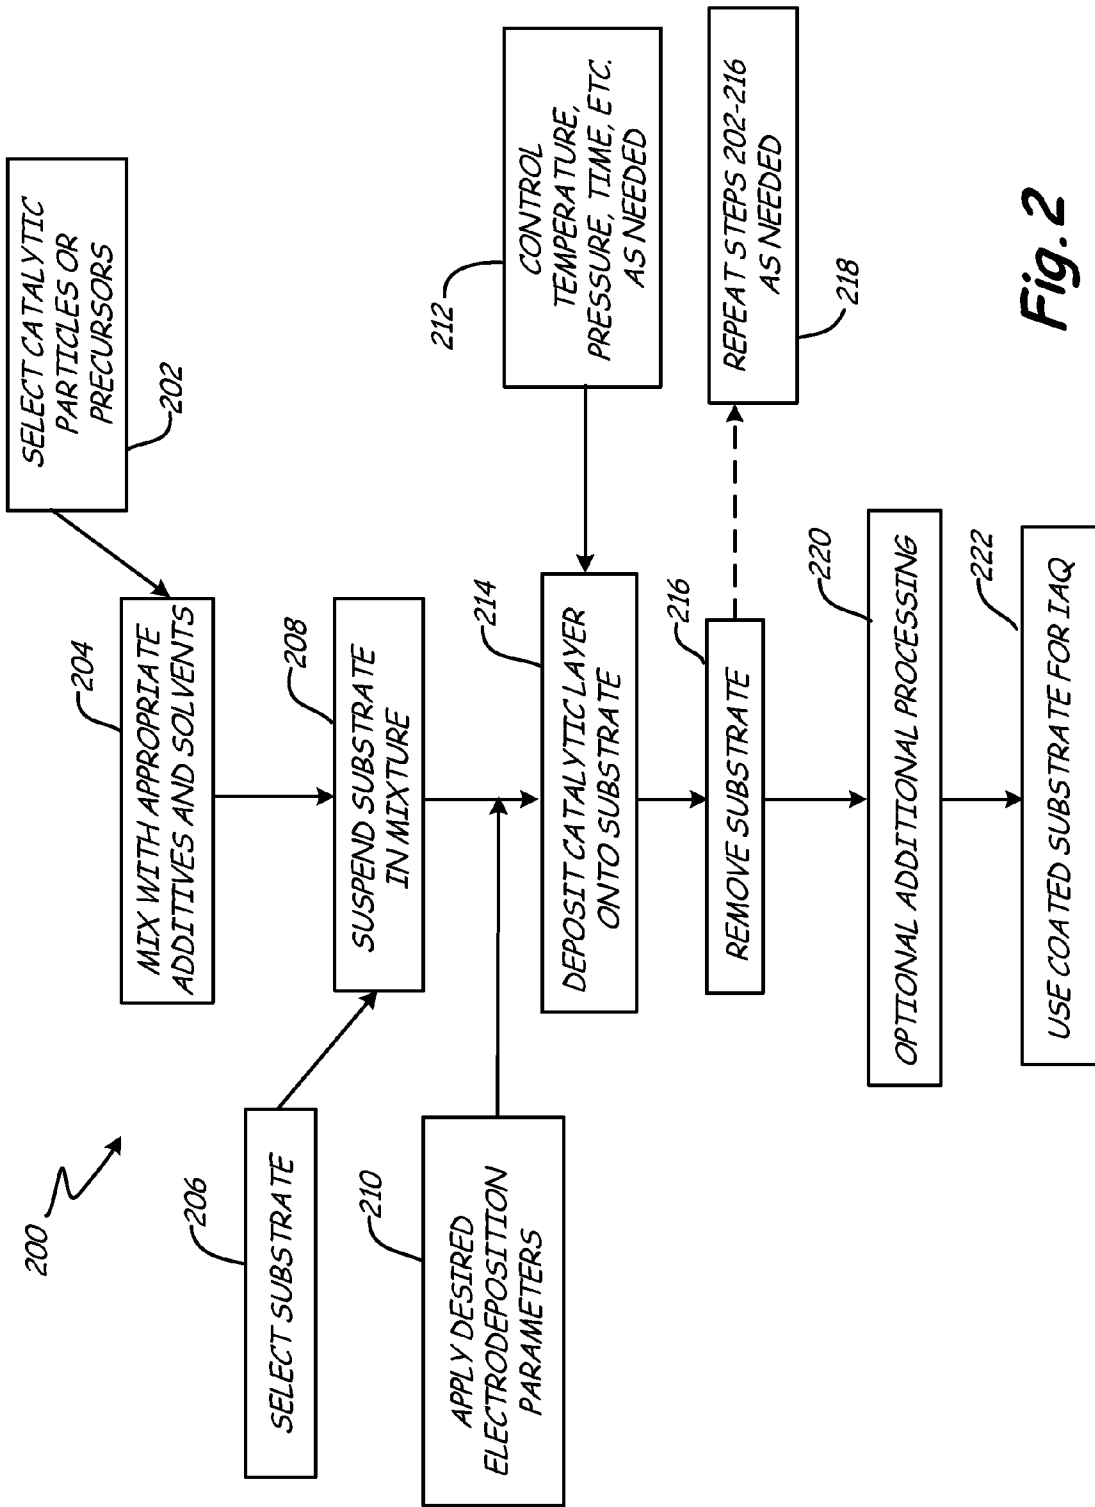 200
SELECT CATALYTIC
PARTICLES OR
PRECURSORS
202
MIX WITH APPROPRIATE
ADDITIVES AND SOLVENTS
204
SELECT SUBSTRATE
206
SUSPEND SUBSTRATE
IN MIXTURE
208
APPLY DESIRED
ELECTRODEPOSITION
PARAMETERS
210
CONTROL
TEMPERATURE,
PRESSURE, TIME, ETC.
AS NEEDED
212
DEPOSIT CATALYTIC LAYER
ONTO SUBSTRATE
214
REMOVE SUBSTRATE
216
REPEAT STEPS 202-216
AS NEEDED
218
OPTIONAL ADDITIONAL PROCESSING
220
USE COATED SUBSTRATE FOR IAQ
222
Fig. 2